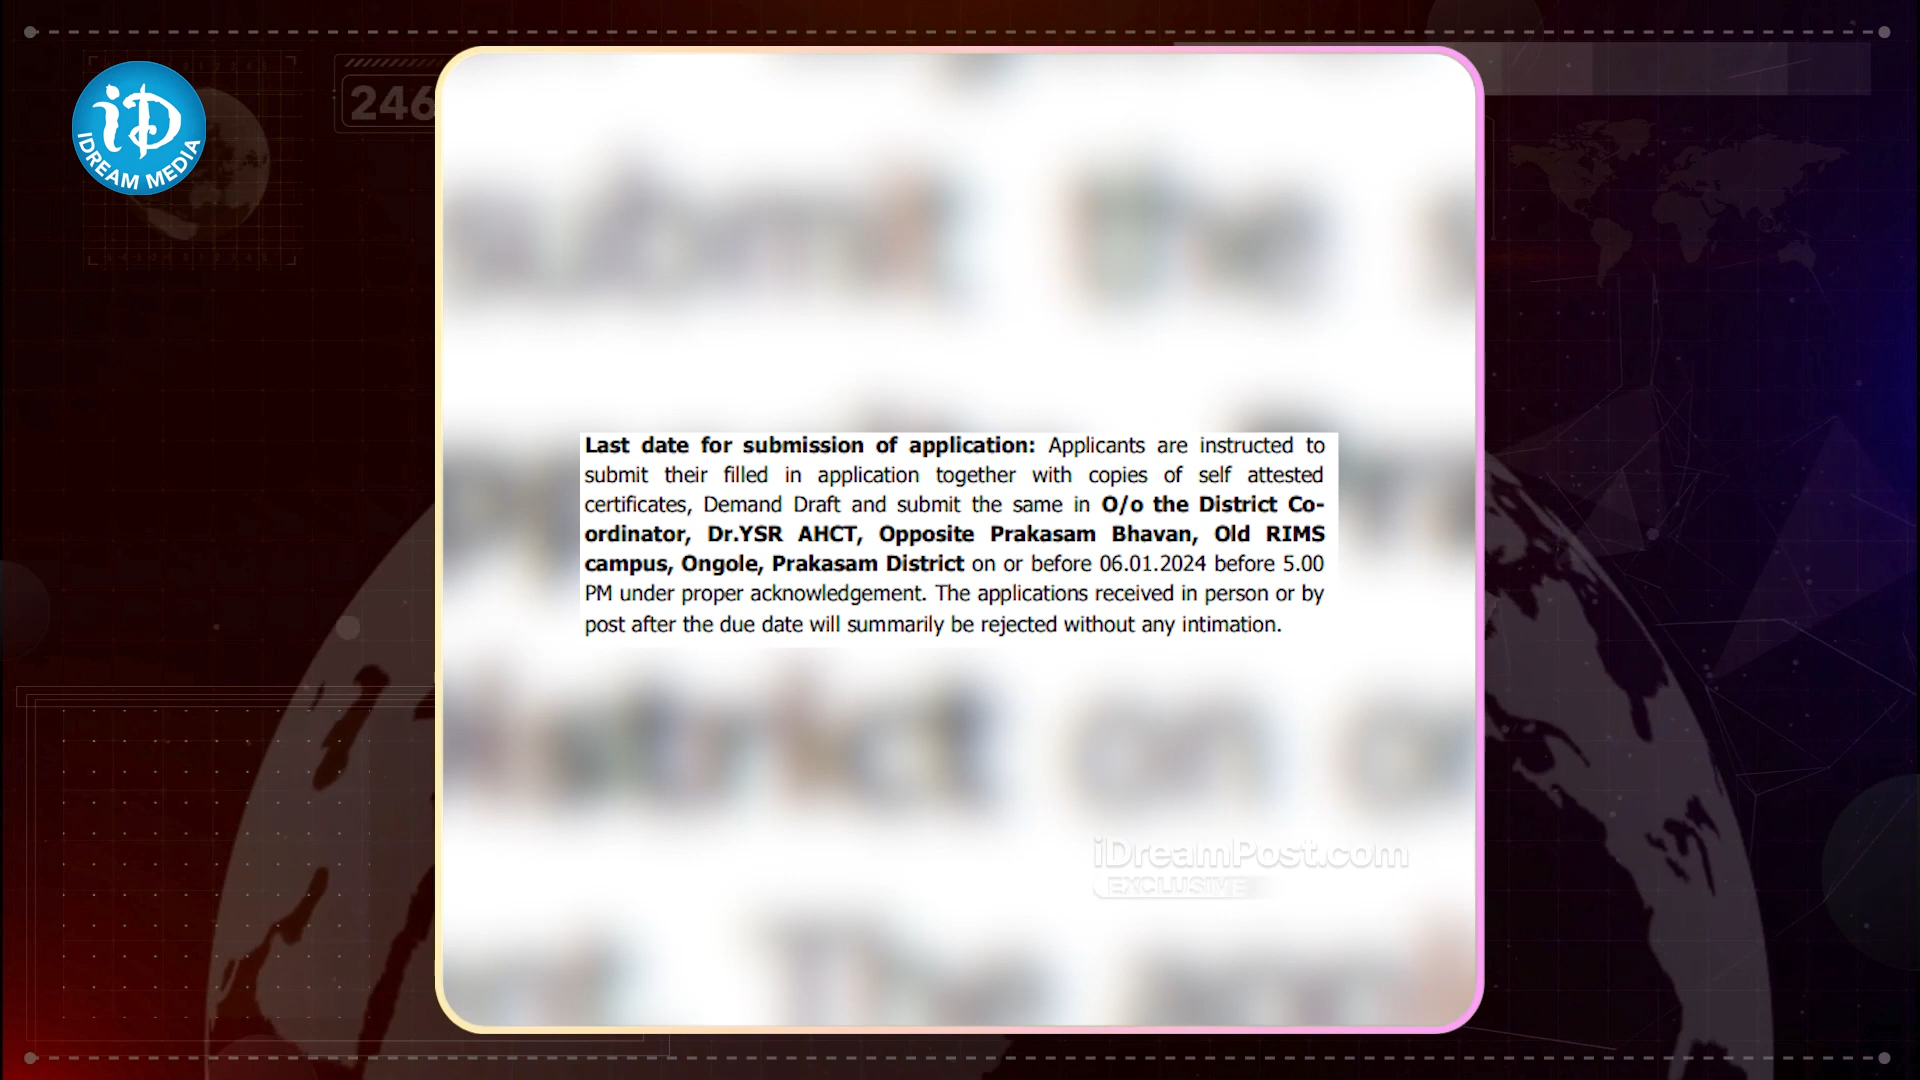 iD
IDREAM MEDIA
246
Last date for submission of application: Applicants are instructed to
submit their filled in application together with copies of self attested
certificates, Demand Draft and submit the same in O/o the District Co-
ordinator, Dr.YSR AHCT, Opposite Prakasam Bhavan, Old RIMS
campus, Ongole, Prakasam District on or before 06.01.2024 before 5.00
PM under proper acknowledgement. The applications received in person or by
post after the due date will summarily be rejected without any intimation.
iDreamPost.com
EXCLUSIVE